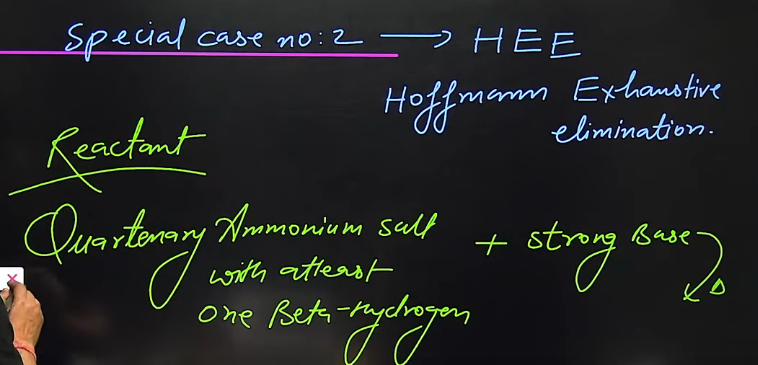 Special case no: 2 → HEE
Hoffmann Exhaustive
elimination.
Reactant
Quartenary Ammonium salt + strong Base
with atleast Δ
one Beta-hydrogen